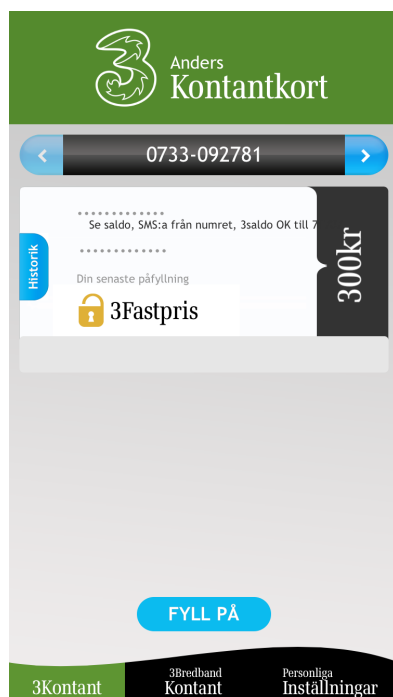 Anders
Kontantkort
0733-092781
Se saldo, SMS:a från numret, 3saldo OK till 7
Historik
Din senaste påfyllning
3Fastpris
300kr
FYLL PÅ
3Kontant
3Bredband
Kontant
Personliga
Inställningar